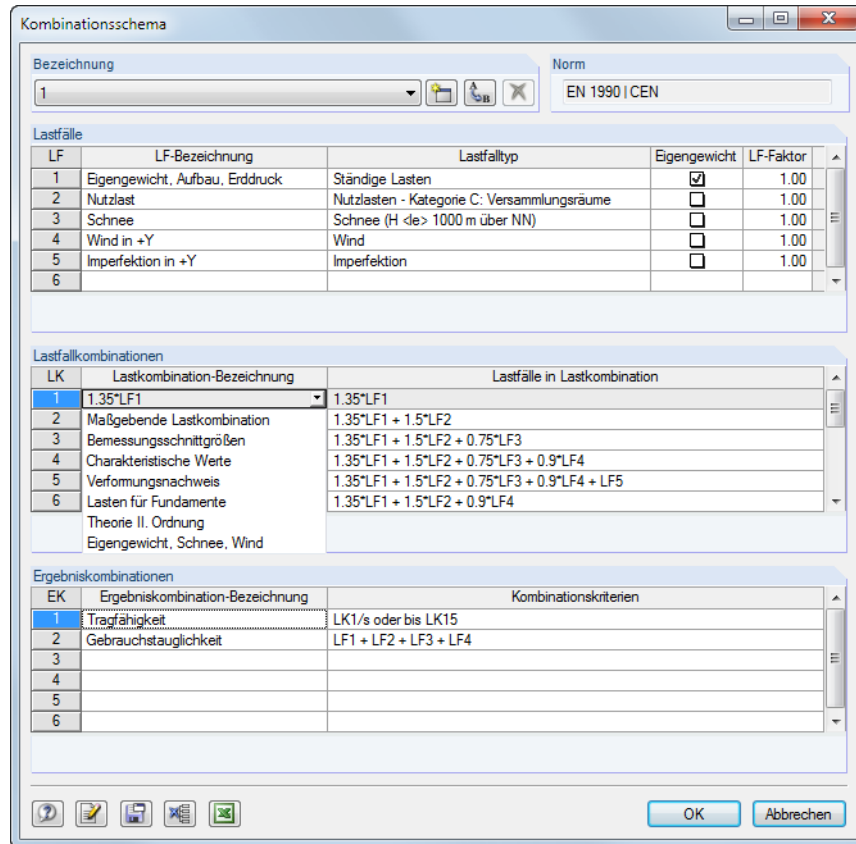 Kombinationsschema
Bezeichnung Norm
1 EN 1990 | CEN
Lastfälle
LF LF-Bezeichnung Lastfalltyp Eigengewicht LF-Faktor
1 Eigengewicht, Aufbau, Erddruck Ständige Lasten 1.00
2 Nutzlast Nutzlasten - Kategorie C: Versammlungsräume 1.00
3 Schnee Schnee (H <le> 1000 m über NN) 1.00
4 Wind in +Y Wind 1.00
5 Imperfektion in +Y Imperfektion 1.00
6
Lastfallkombinationen
LK Lastkombination-Bezeichnung Lastfälle in Lastkombination
1 1.35*LF1 1.35*LF1
2 Maßgebende Lastkombination 1.35*LF1 + 1.5*LF2
3 Bemessungsschnittgrößen 1.35*LF1 + 1.5*LF2 + 0.75*LF3
4 Charakteristische Werte 1.35*LF1 + 1.5*LF2 + 0.75*LF3 + 0.9*LF4
5 Verformungsnachweis 1.35*LF1 + 1.5*LF2 + 0.75*LF3 + 0.9*LF4 + LF5
6 Lasten für Fundamente 1.35*LF1 + 1.5*LF2 + 0.9*LF4
Theorie II. Ordnung
Eigengewicht, Schnee, Wind
Ergebniskombinationen
EK Ergebniskombination-Bezeichnung Kombinationskriterien
1 Tragfähigkeit LK1/s oder bis LK15
2 Gebrauchstauglichkeit LF1 + LF2 + LF3 + LF4
3
4
5
6
OK Abbrechen